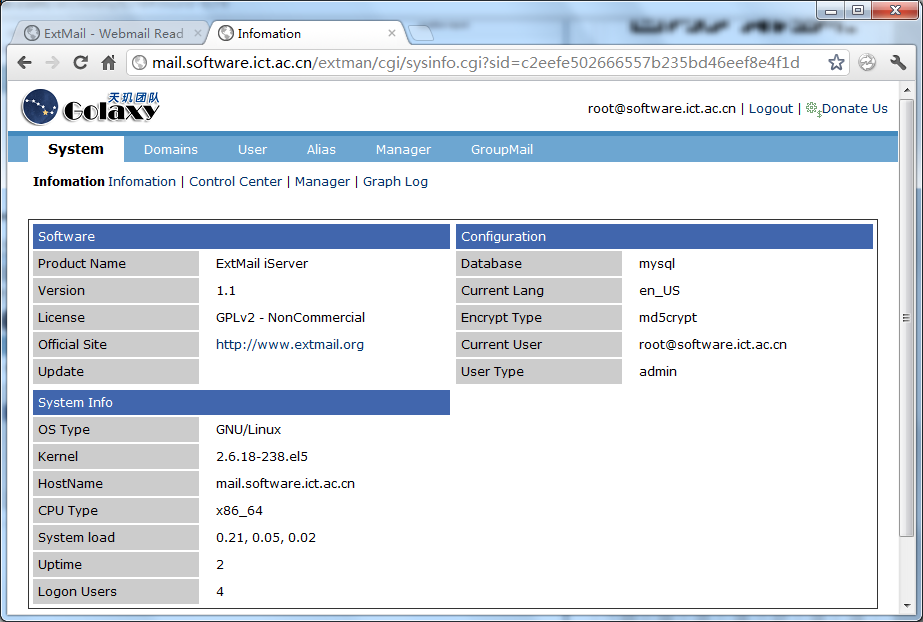 ExtMail - Webmail Read
Infomation
mail.software.ict.ac.cn/extman/cgi/sysinfo.cgi?sid=c2eefe502666557b235bd46eef8e4f1d
天玑团队
Golaxy
root@software.ict.ac.cn | Logout | Donate Us
System Domains User Alias Manager GroupMail
Infomation Infomation | Control Center | Manager | Graph Log
Software
Product Name ExtMail iServer
Version 1.1
License GPLv2 - NonCommercial
Official Site http://www.extmail.org
Update
Configuration
Database mysql
Current Lang en_US
Encrypt Type md5crypt
Current User root@software.ict.ac.cn
User Type admin
System Info
OS Type GNU/Linux
Kernel 2.6.18-238.el5
HostName mail.software.ict.ac.cn
CPU Type x86_64
System load 0.21, 0.05, 0.02
Uptime 2
Logon Users 4